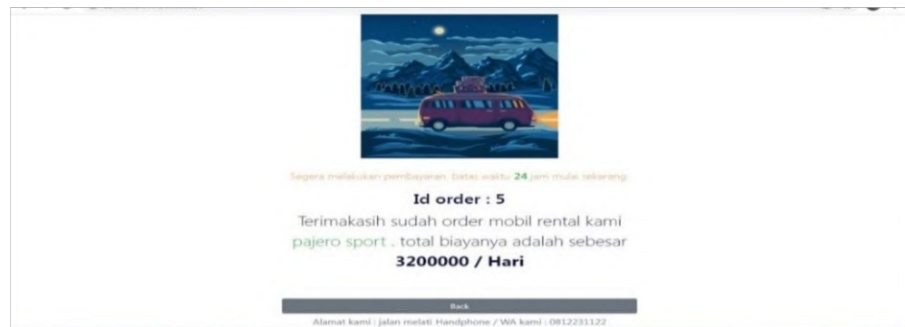 Segera melakukan pembayaran. batas waktu 24 jam mulai sekarang
Id order : 5
Terimakasih sudah order mobil rental kami
pajero sport . total biayanya adalah sebesar
3200000 / Hari
Back
Alamat kami : jalan melati Handphone / WA kami : 0812231122